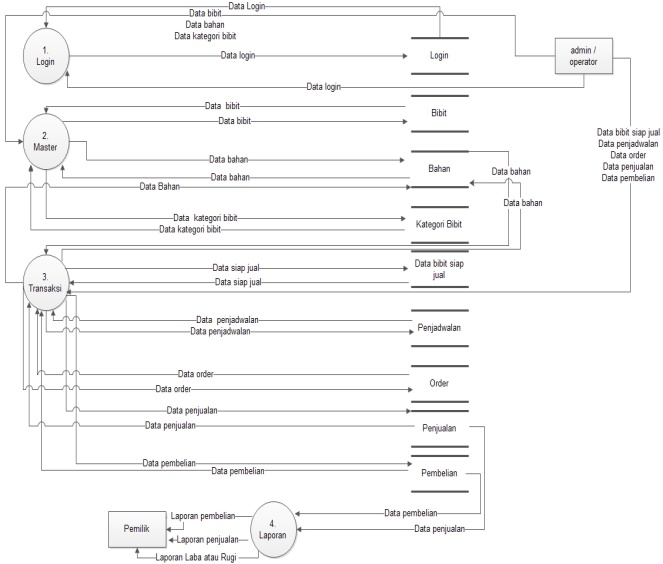 Data Login
Data bibit
Data bahan
Data kategori bibit
1.
Login
Data login
Login
admin /
operator
Data login
Data bibit
Data bibit
Bibit
2.
Master
Data bibit siap jual
Data penjadwalan
Data order
Data penjualan
Data pembelian
Data bahan
Data bahan
Bahan
Data bahan
Data Bahan
Data bahan
Data kategori bibit
Data kategori bibit
Kategori Bibit
3.
Transaksi
Data siap jual
Data siap jual
Data bibit siap
jual
Data penjadwalan
Data penjadwalan
Penjadwalan
Data order
Data order
Order
Data penjualan
Data penjualan
Penjualan
Data pembelian
Data pembelian
Pembelian
Data pembelian
Data penjualan
4.
Laporan
Pemilik
Laporan pembelian
Laporan penjualan
Laporan Laba atau Rugi